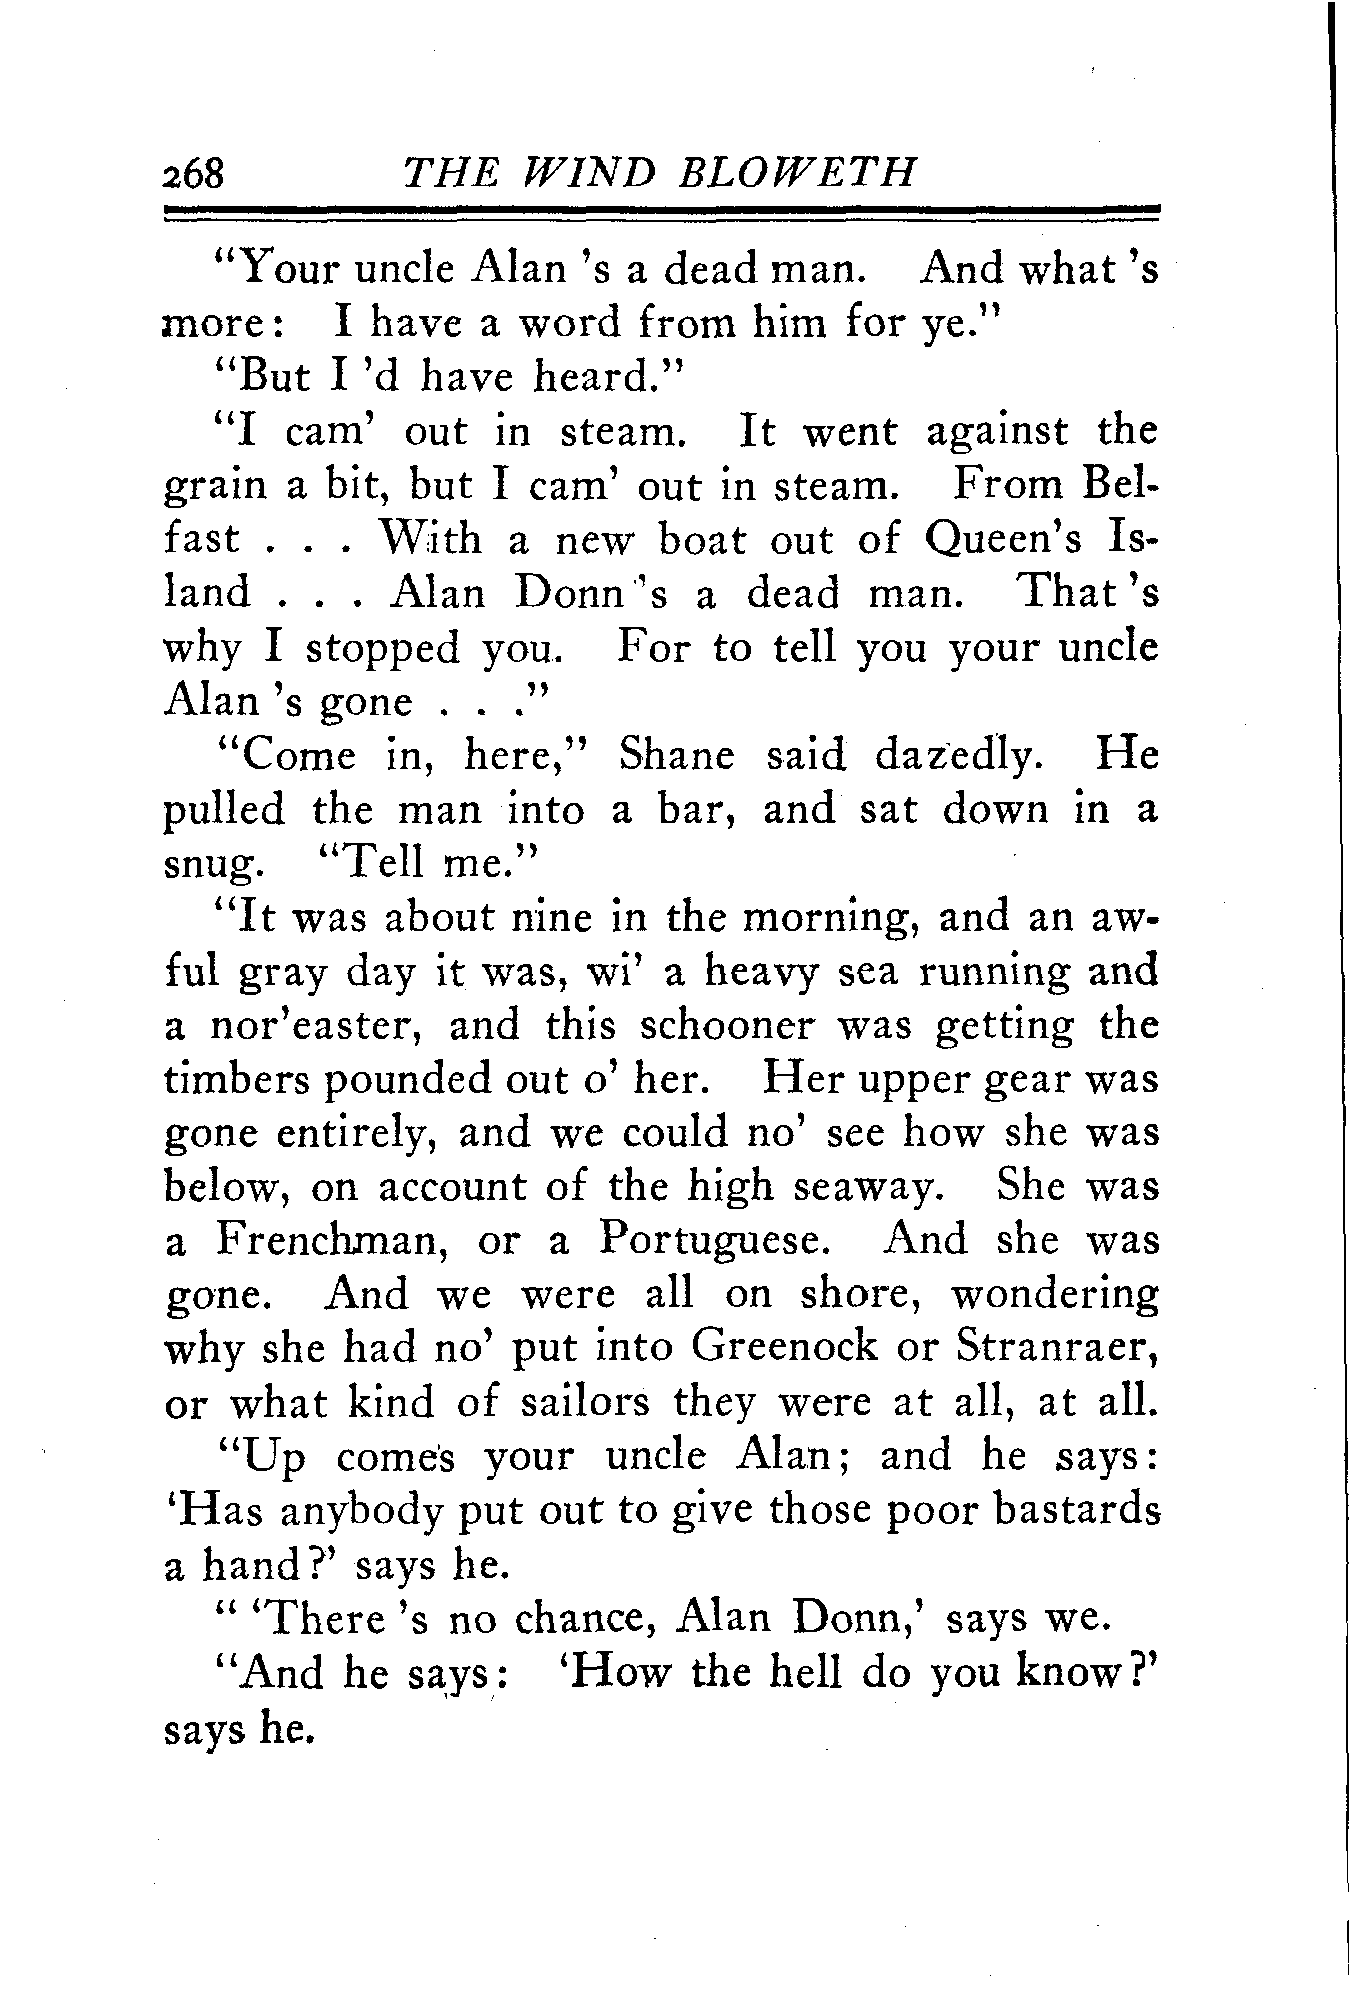 268 THE WIND BLOWETH
"Your uncle Alan 's a dead man. And what 's
more: I have a word from him for ye."
"But I 'd have heard."
"I cam' out in steam. It went against the
grain a bit, but I cam' out in steam. From Bel-
fast . . . With a new boat out of Queen's Is-
land . . . Alan Donn 's a dead man. That 's
why I stopped you. For to tell you your uncle
Alan 's gone . . ."
"Come in, here," Shane said dazedly. He
pulled the man into a bar, and sat down in a
snug. "Tell me."
"It was about nine in the morning, and an aw-
ful gray day it was, wi' a heavy sea running and
a nor'easter, and this schooner was getting the
timbers pounded out o' her. Her upper gear was
gone entirely, and we could no' see how she was
below, on account of the high seaway. She was
a Frenchman, or a Portuguese. And she was
gone. And we were all on shore, wondering
why she had no' put into Greenock or Stranraer,
or what kind of sailors they were at all, at all.
"Up comes your uncle Alan; and he says:
'Has anybody put out to give those poor bastards
a hand?' says he.
" 'There 's no chance, Alan Donn,' says we.
"And he says: 'How the hell do you know?'
says he.